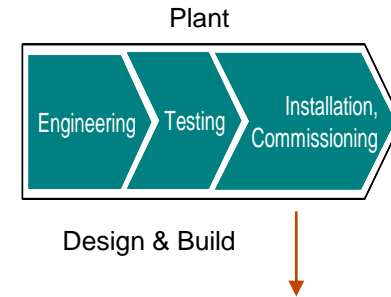 Plant
Engineering
Testing
Installation,
Commissioning
Design & Build